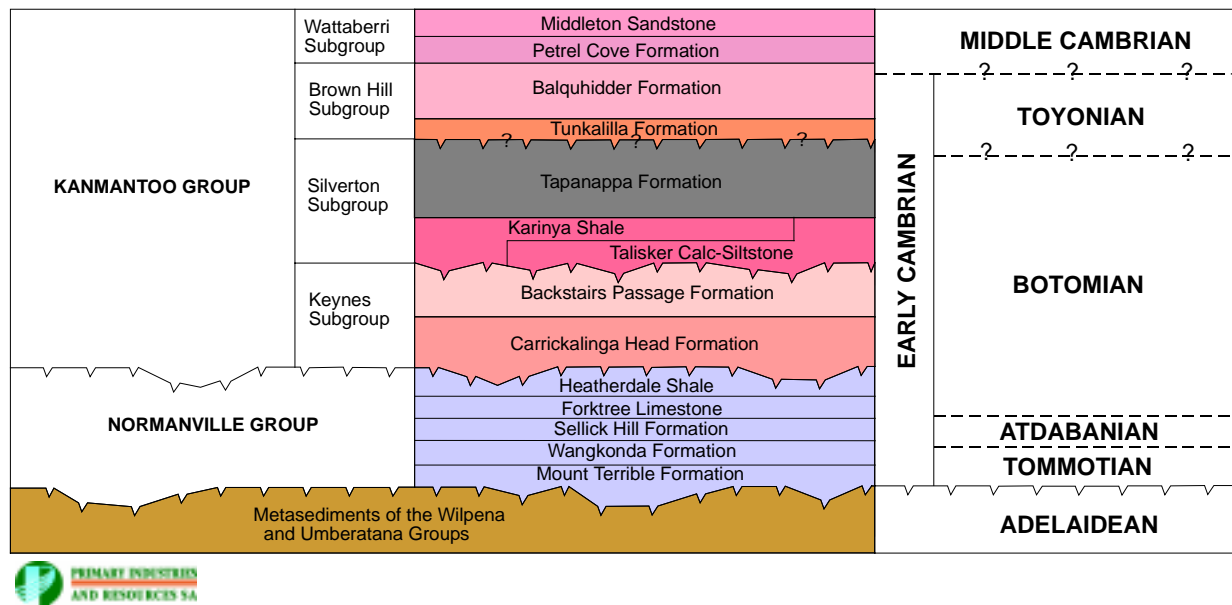 Wattaberri
Subgroup
Middleton Sandstone
Petrel Cove Formation
MIDDLE CAMBRIAN
? ? ?
Brown Hill
Subgroup
Balquhidder Formation
Tunkalilla Formation
TOYONIAN
? ? ?
? ? ?
KANMANTOO GROUP
Silverton
Subgroup
Tapanappa Formation
Karinya Shale
Talisker Calc-Siltstone
EARLY CAMBRIAN
BOTOMIAN
Keynes
Subgroup
Backstairs Passage Formation
Carrickalinga Head Formation
NORMANVILLE GROUP
Heatherdale Shale
Forktree Limestone
Sellick Hill Formation
Wangkonda Formation
Mount Terrible Formation
ATDABANIAN
TOMMOTIAN
Metasediments of the Wilpena
and Umberatana Groups
ADELAIDEAN
PRIMARY INDUSTRIES
AND RESOURCES SA